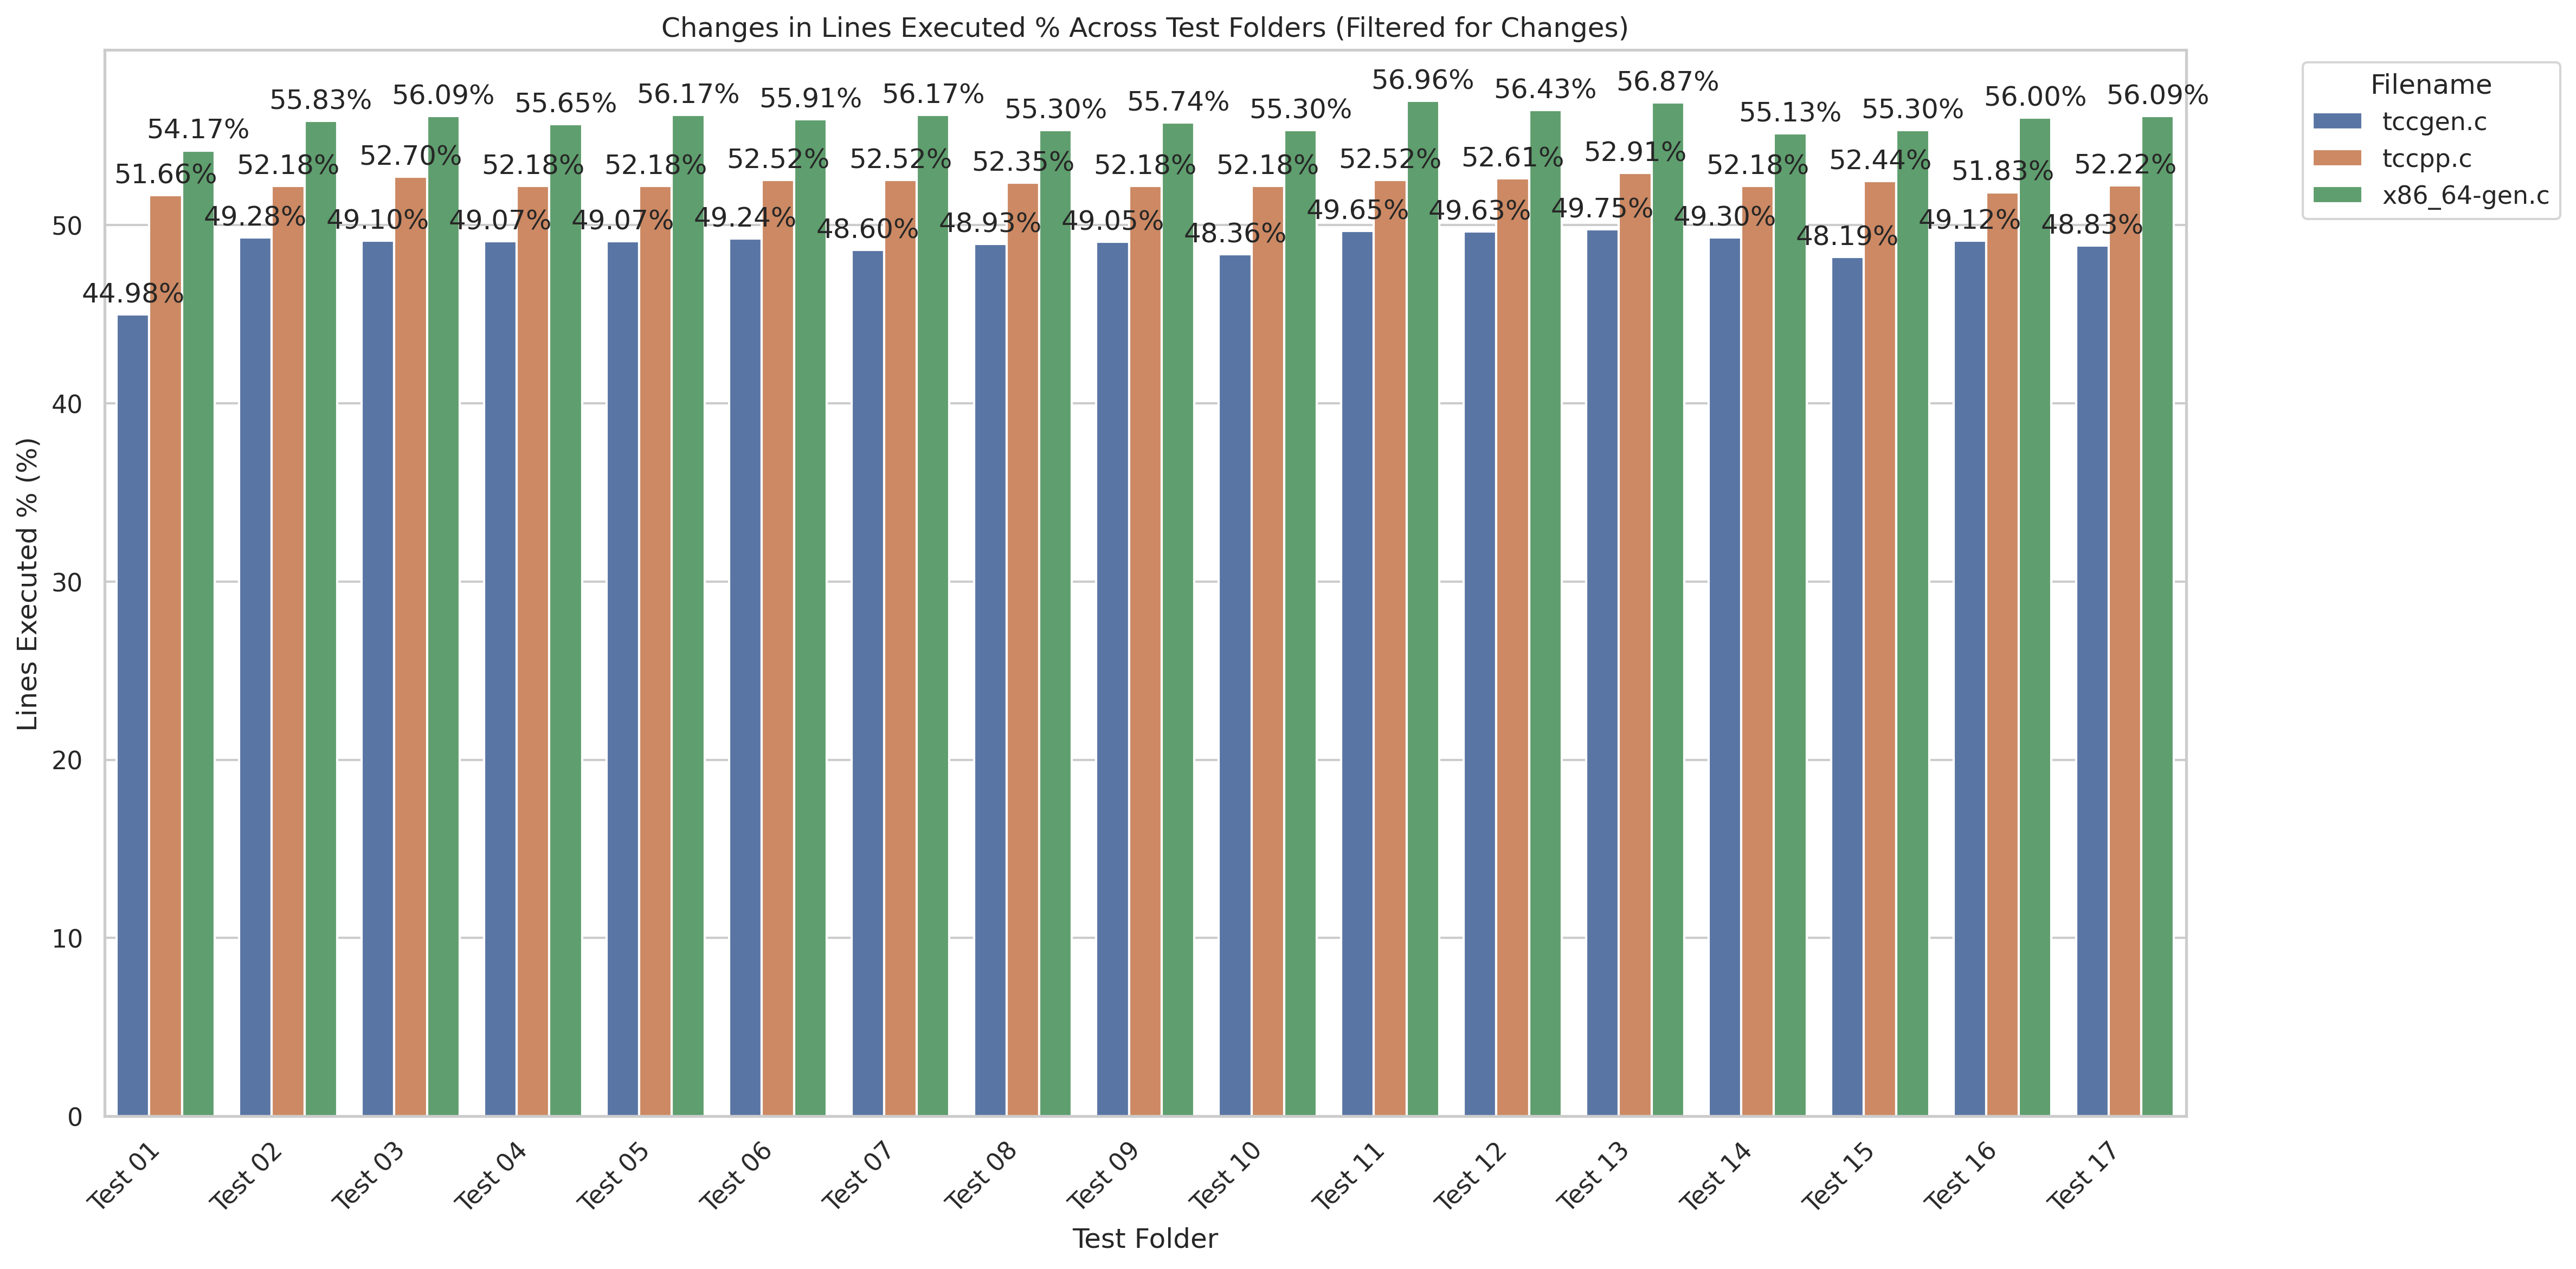 Changes in Lines Executed % Across Test Folders (Filtered for Changes)
Filename
tccgen.c
tccpp.c
x86_64-gen.c
Lines Executed % (%)
50
40
30
20
10
0
44.98%
51.66%
54.17%
49.28%
52.18%
55.83%
49.10%
52.70%
56.09%
49.07%
52.18%
55.65%
49.07%
52.18%
56.17%
49.24%
52.52%
55.91%
48.60%
52.52%
56.17%
48.93%
52.35%
55.30%
49.05%
52.18%
55.74%
48.36%
52.18%
55.30%
49.65%
52.52%
56.96%
49.63%
52.61%
56.43%
49.75%
52.91%
56.87%
49.30%
52.18%
55.13%
48.19%
52.44%
55.30%
49.12%
51.83%
56.00%
48.83%
52.22%
56.09%
Test 01
Test 02
Test 03
Test 04
Test 05
Test 06
Test 07
Test 08
Test 09
Test 10
Test 11
Test 12
Test 13
Test 14
Test 15
Test 16
Test 17
Test Folder